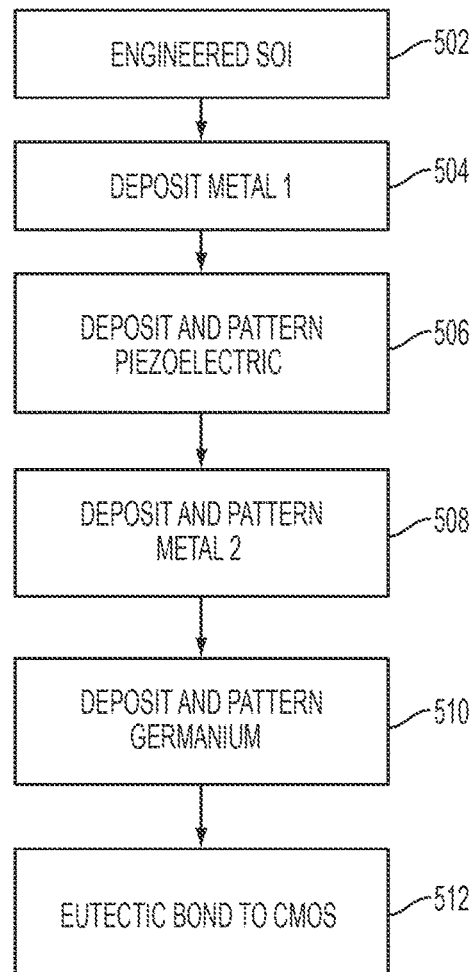 ENGINEERED SOI
502
DEPOSIT METAL 1
504
DEPOSIT AND PATTERN
PIEZOELECTRIC
506
DEPOSIT AND PATTERN
METAL 2
508
DEPOSIT AND PATTERN
GERMANIUM
510
EUTECTIC BOND TO CMOS
512